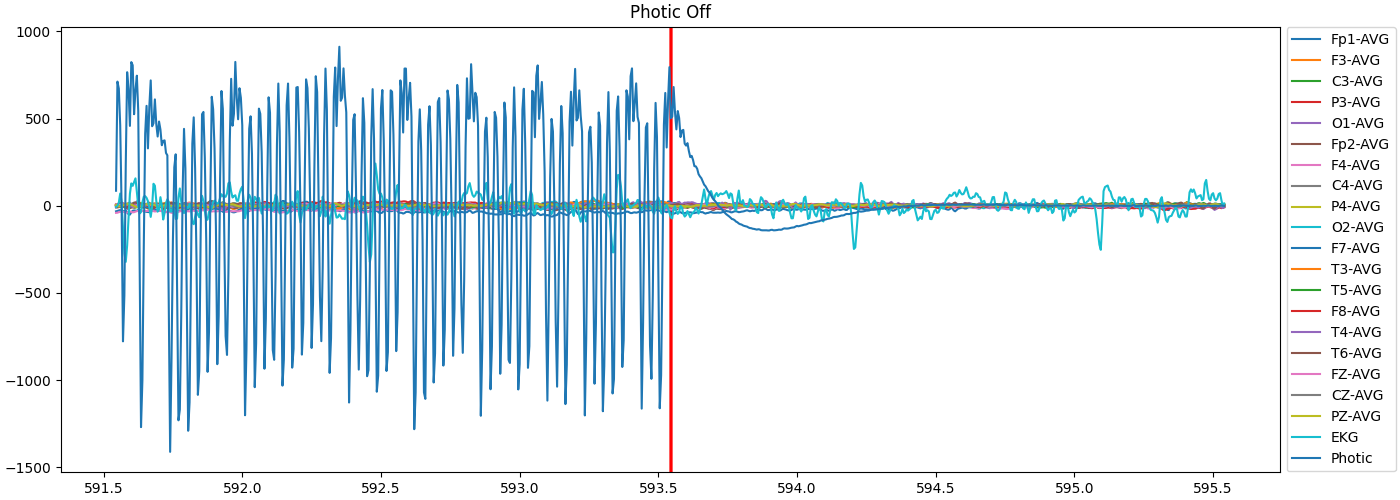 Photic Off
1000
500
0
−500
−1000
−1500
591.5 592.0 592.5 593.0 593.5 594.0 594.5 595.0 595.5
Fp1-AVG
F3-AVG
C3-AVG
P3-AVG
O1-AVG
Fp2-AVG
F4-AVG
C4-AVG
P4-AVG
O2-AVG
F7-AVG
T3-AVG
T5-AVG
F8-AVG
T4-AVG
T6-AVG
FZ-AVG
CZ-AVG
PZ-AVG
EKG
Photic